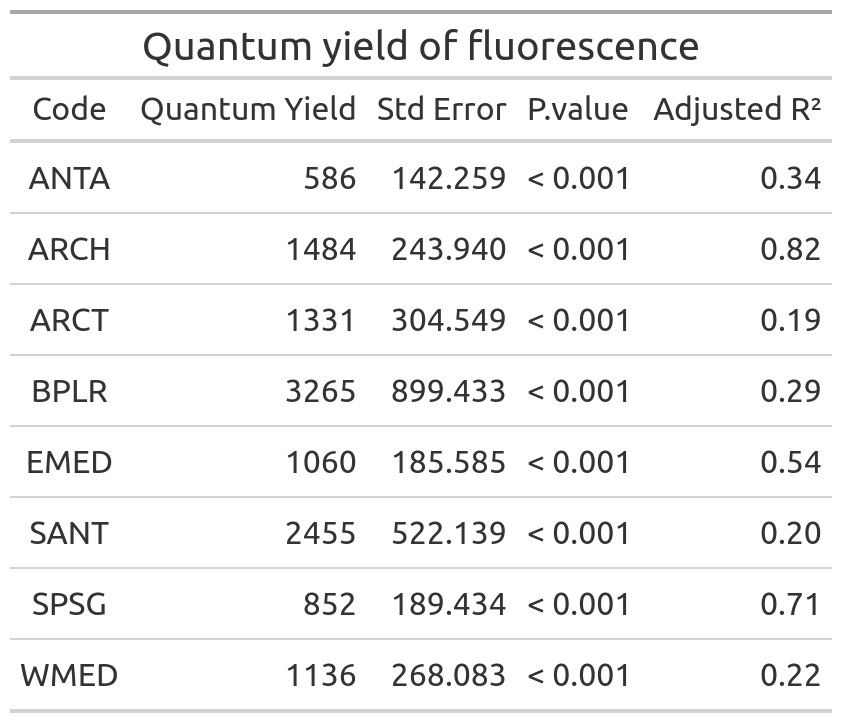 Quantum yield of fluorescence
Code Quantum Yield Std Error P.value Adjusted R²
ANTA 586 142.259 < 0.001 0.34
ARCH 1484 243.940 < 0.001 0.82
ARCT 1331 304.549 < 0.001 0.19
BPLR 3265 899.433 < 0.001 0.29
EMED 1060 185.585 < 0.001 0.54
SANT 2455 522.139 < 0.001 0.20
SPSG 852 189.434 < 0.001 0.71
WMED 1136 268.083 < 0.001 0.22